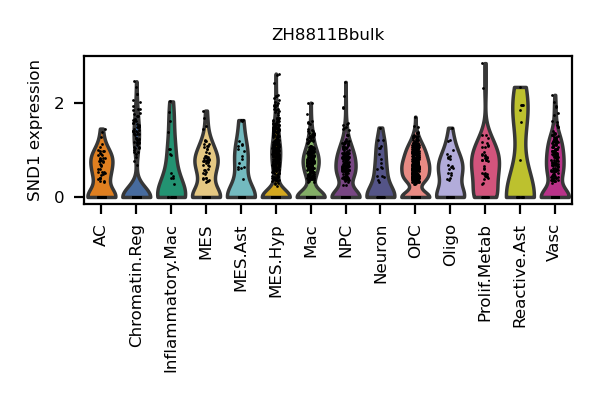 ZH8811Bbulk
SND1 expression
2
0
AC
Chromatin.Reg
Inflammatory.Mac
MES
MES.Ast
MES.Hyp
Mac
NPC
Neuron
OPC
Oligo
Prolif.Metab
Reactive.Ast
Vasc